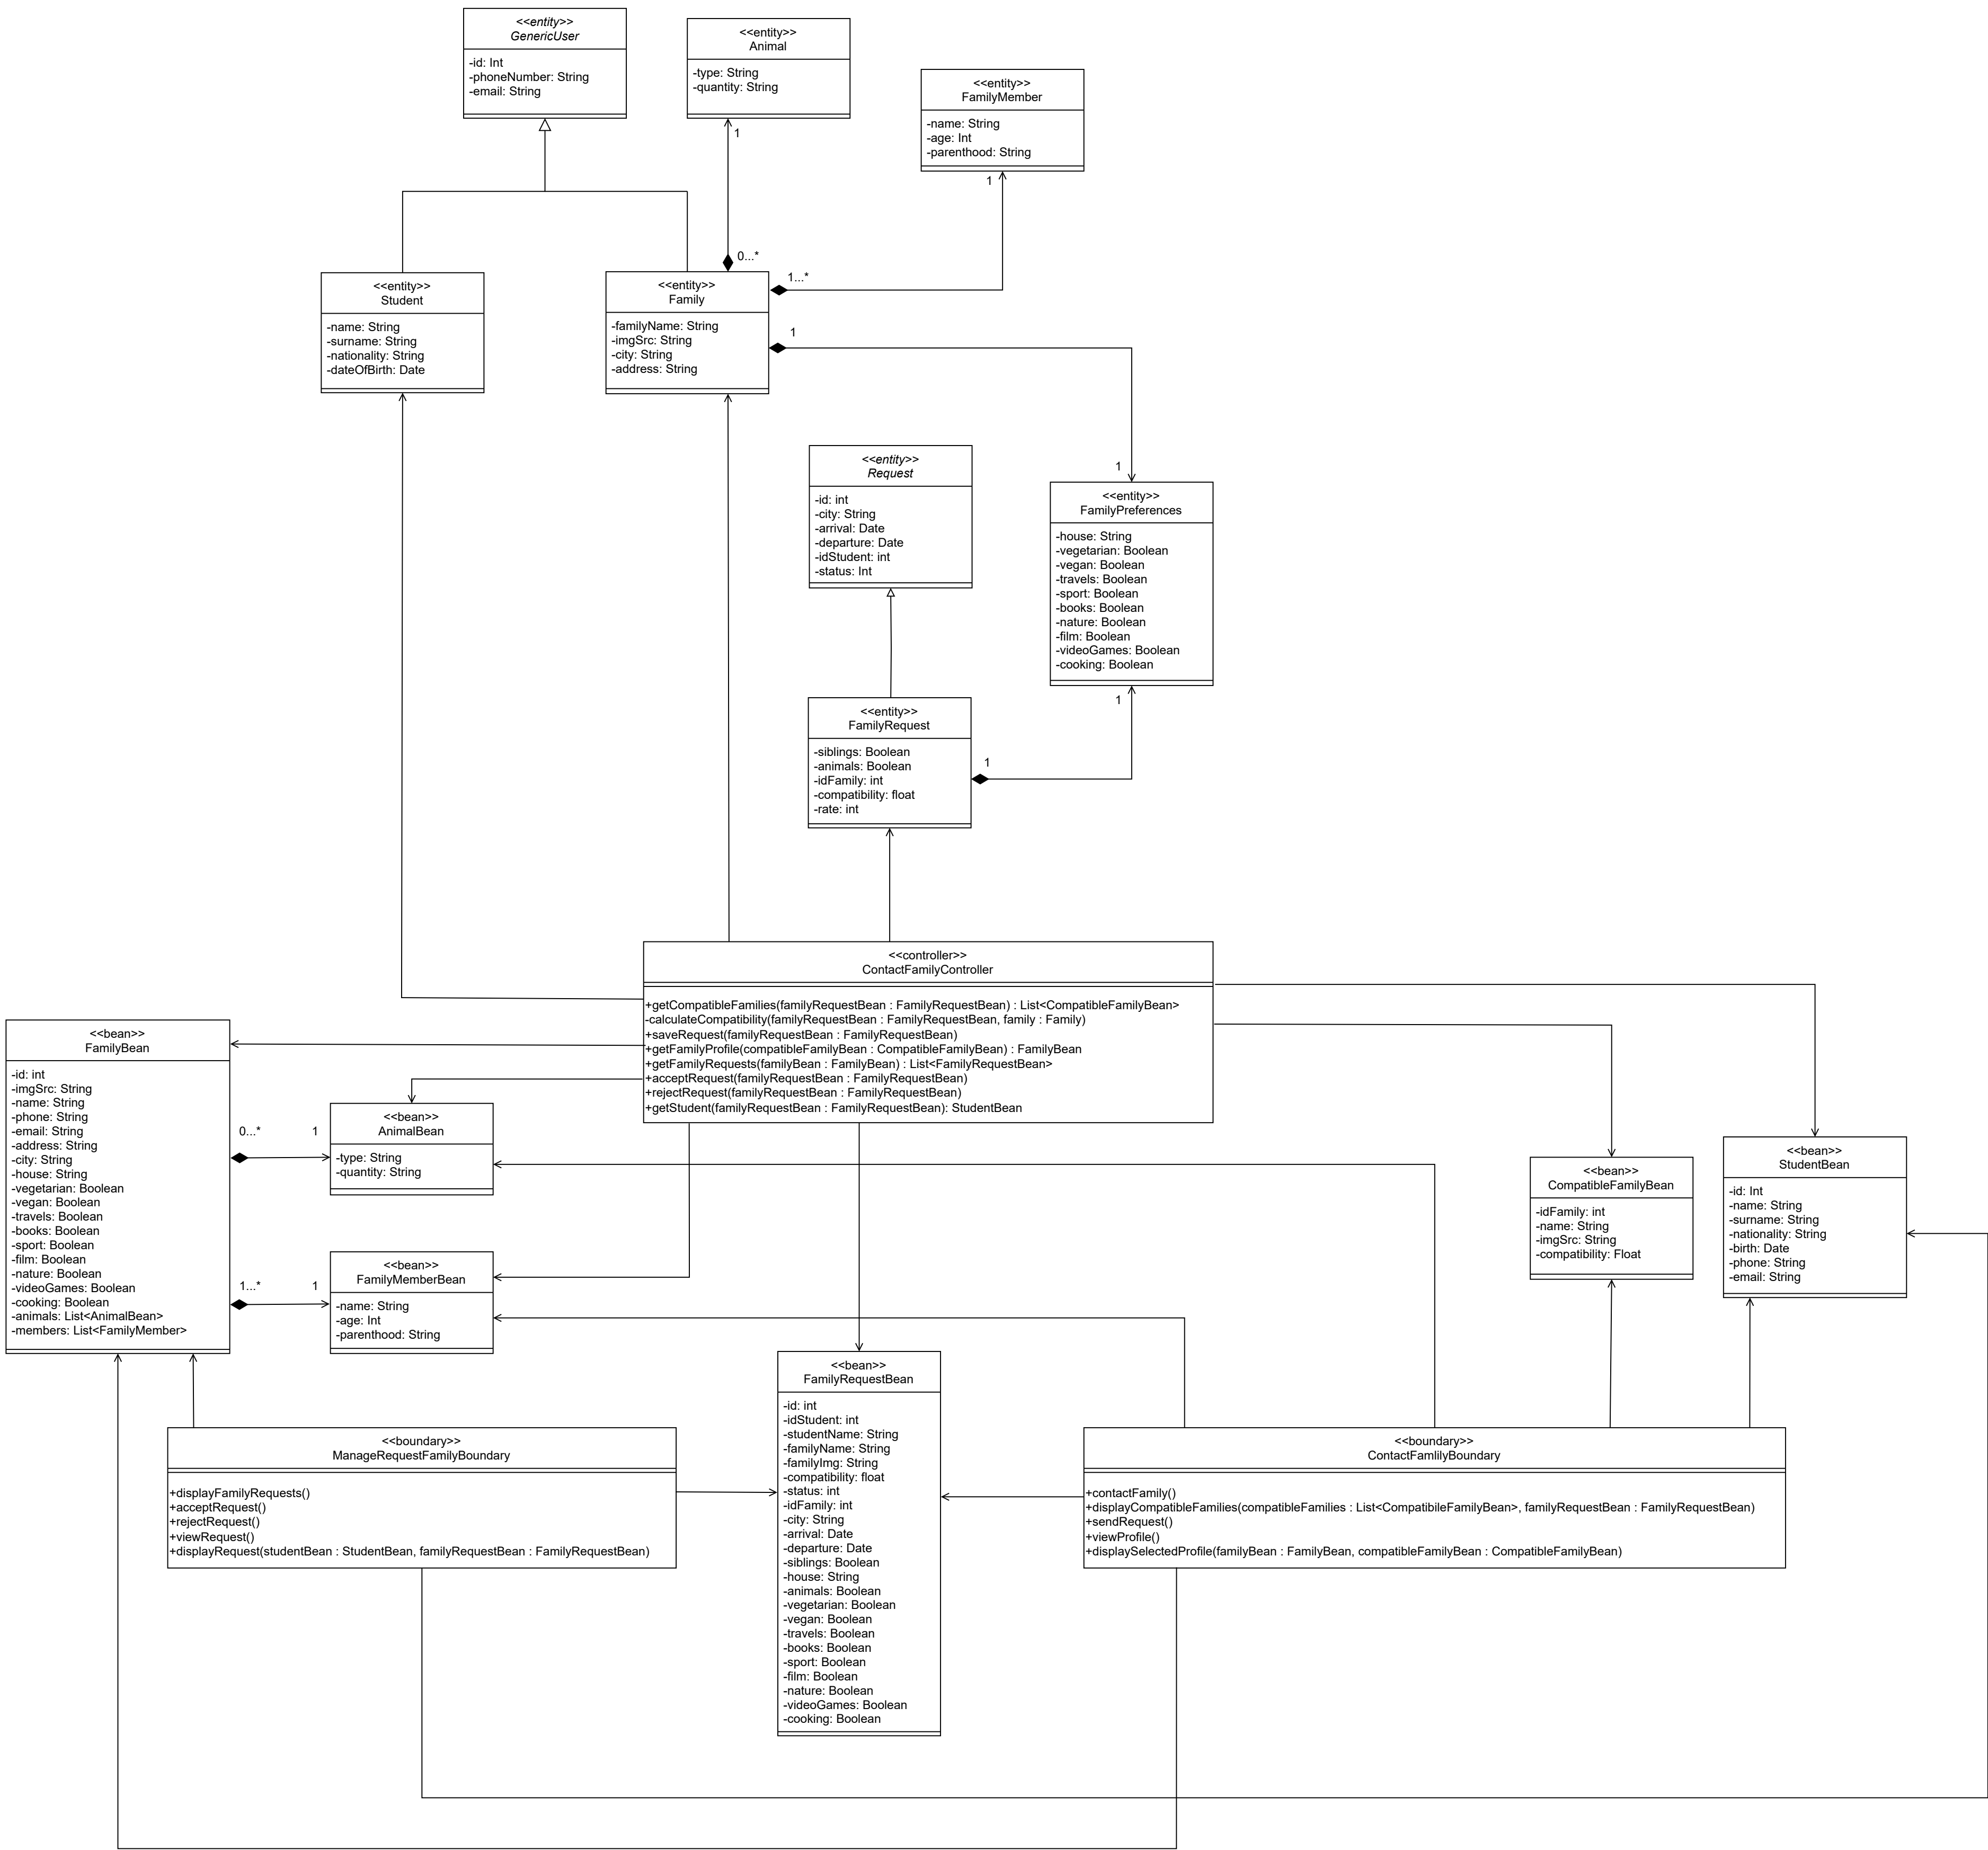 <<entity>>
GenericUser
-id: Int
-phoneNumber: String
-email: String
<<entity>>
Animal
-type: String
-quantity: String
<<entity>>
FamilyMember
-name: String
-age: Int
-parenthood: String
1
1
0...*
1...*
<<entity>>
Student
-name: String
-surname: String
-nationality: String
-dateOfBirth: Date
<<entity>>
Family
-familyName: String
-imgSrc: String
-city: String
-address: String
1
1
<<entity>>
Request
-id: int
-city: String
-arrival: Date
-departure: Date
-idStudent: int
-status: Int
<<entity>>
FamilyPreferences
-house: String
-vegetarian: Boolean
-vegan: Boolean
-travels: Boolean
-sport: Boolean
-books: Boolean
-nature: Boolean
-film: Boolean
-videoGames: Boolean
-cooking: Boolean
1
<<entity>>
FamilyRequest
-siblings: Boolean
-animals: Boolean
-idFamily: int
-compatibility: float
-rate: int
1
<<controller>>
ContactFamilyController
+getCompatibleFamilies(familyRequestBean : FamilyRequestBean) : List<CompatibleFamilyBean>
-calculateCompatibility(familyRequestBean : FamilyRequestBean, family : Family)
+saveRequest(familyRequestBean : FamilyRequestBean)
+getFamilyProfile(compatibleFamilyBean : CompatibleFamilyBean) : FamilyBean
+getFamilyRequests(familyBean : FamilyBean) : List<FamilyRequestBean>
+acceptRequest(familyRequestBean : FamilyRequestBean)
+rejectRequest(familyRequestBean : FamilyRequestBean)
+getStudent(familyRequestBean : FamilyRequestBean): StudentBean
<<bean>>
FamilyBean
-id: int
-imgSrc: String
-name: String
-phone: String
-email: String
-address: String
-city: String
-house: String
-vegetarian: Boolean
-vegan: Boolean
-travels: Boolean
-books: Boolean
-sport: Boolean
-film: Boolean
-nature: Boolean
-videoGames: Boolean
-cooking: Boolean
-animals: List<AnimalBean>
-members: List<FamilyMember>
0...*
1
<<bean>>
AnimalBean
-type: String
-quantity: String
1...*
1
<<bean>>
FamilyMemberBean
-name: String
-age: Int
-parenthood: String
<<bean>>
CompatibleFamilyBean
-idFamily: int
-name: String
-imgSrc: String
-compatibility: Float
<<bean>>
StudentBean
-id: Int
-name: String
-surname: String
-nationality: String
-birth: Date
-phone: String
-email: String
<<bean>>
FamilyRequestBean
-id: int
-idStudent: int
-studentName: String
-familyName: String
-familyImg: String
-compatibility: float
-status: int
-idFamily: int
-city: String
-arrival: Date
-departure: Date
-siblings: Boolean
-house: String
-animals: Boolean
-vegetarian: Boolean
-vegan: Boolean
-travels: Boolean
-books: Boolean
-sport: Boolean
-film: Boolean
-nature: Boolean
-videoGames: Boolean
-cooking: Boolean
<<boundary>>
ManageRequestFamilyBoundary
+displayFamilyRequests()
+acceptRequest()
+rejectRequest()
+viewRequest()
+displayRequest(studentBean : StudentBean, familyRequestBean : FamilyRequestBean)
<<boundary>>
ContactFamlilyBoundary
+contactFamily()
+displayCompatibleFamilies(compatibleFamilies : List<CompatibileFamilyBean>, familyRequestBean : FamilyRequestBean)
+sendRequest()
+viewProfile()
+displaySelectedProfile(familyBean : FamilyBean, compatibleFamilyBean : CompatibleFamilyBean)